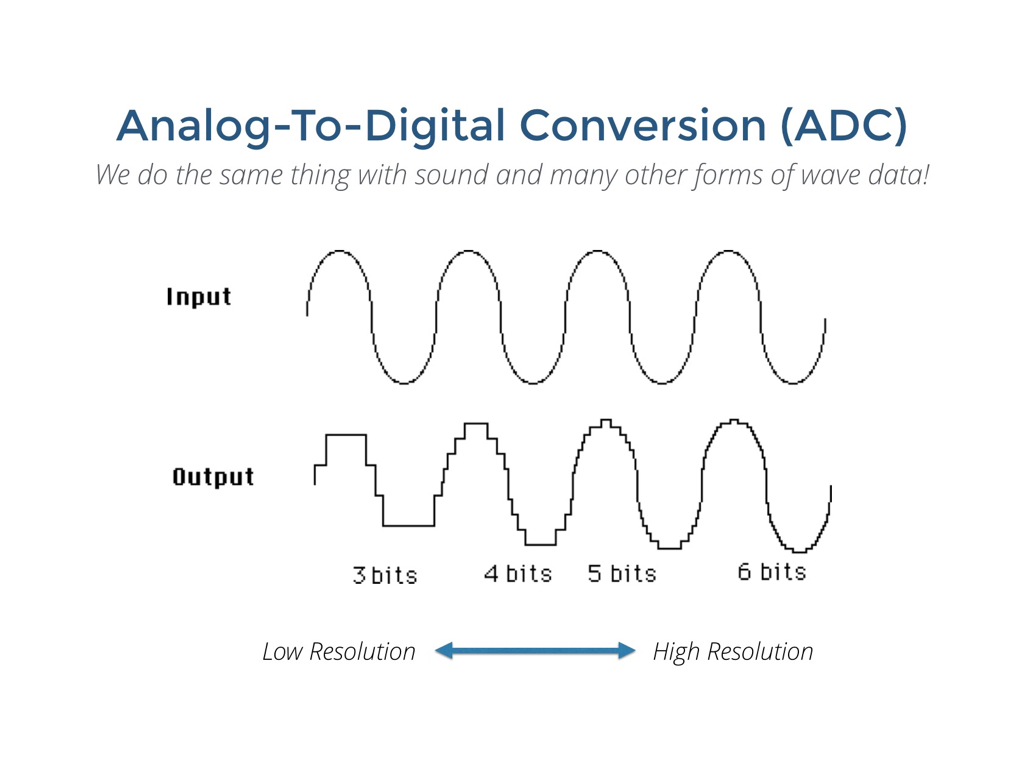 Analog-To-Digital Conversion (ADC)
We do the same thing with sound and many other forms of wave data!
Input
Output
3 bits 4 bits 5 bits 6 bits
Low Resolution High Resolution